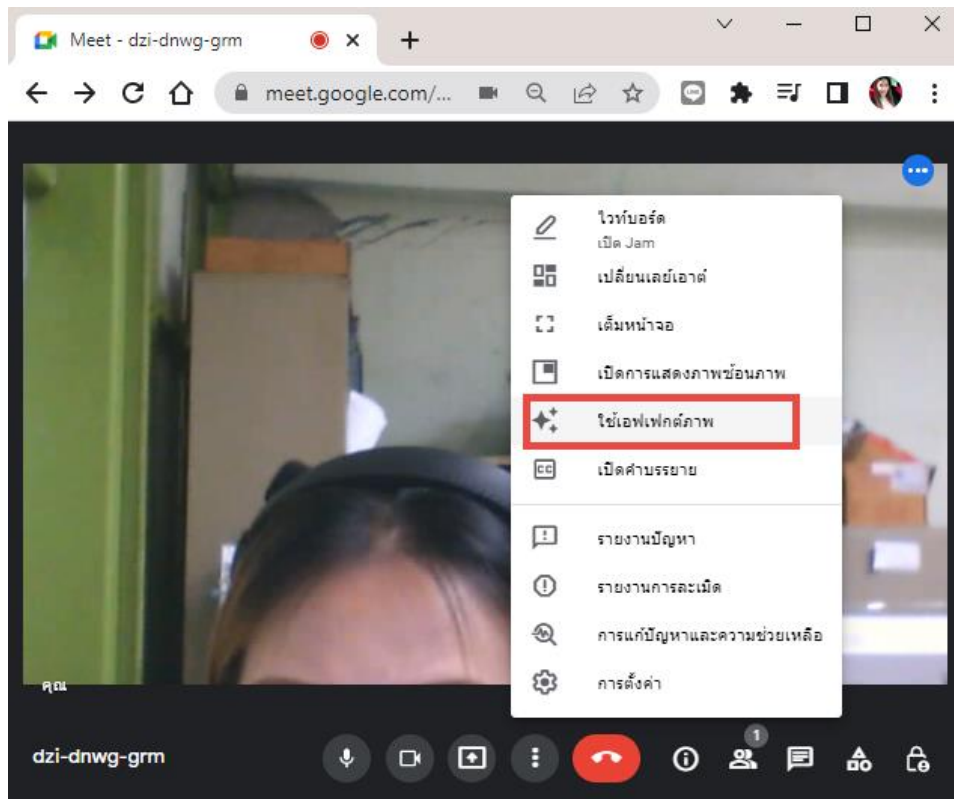 Meet - dzi-dnwg-grm
meet.google.com/...
LINE
ไวท์บอร์ด
เปิด Jam
เปลี่ยนเลย์เอาต์
เต็มหน้าจอ
เปิดการแสดงภาพซ้อนภาพ
ใช้เอฟเฟกต์ภาพ
CC
เปิดคำบรรยาย
รายงานปัญหา
รายงานการละเมิด
การแก้ปัญหาและความช่วยเหลือ
การตั้งค่า
คุณ
dzi-dnwg-grm
1